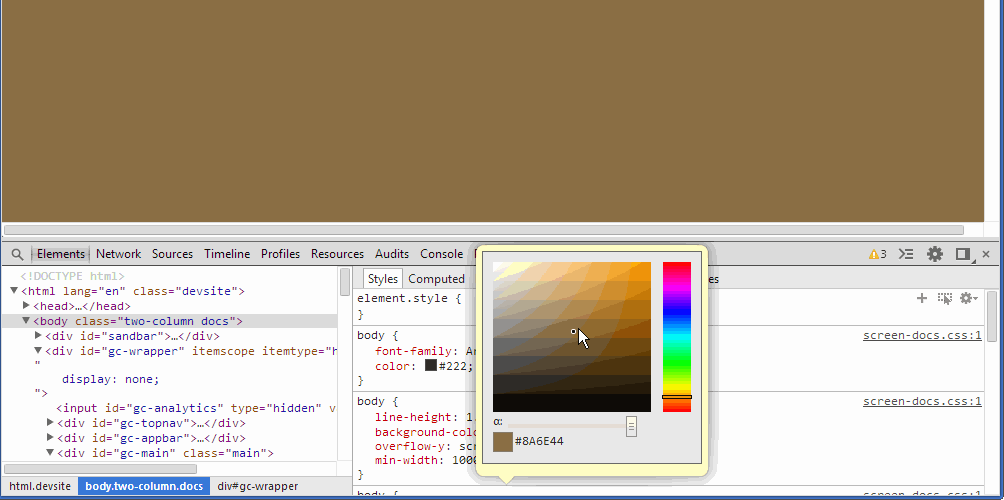 Elements Network Sources Timeline Profiles Resources Audits Console 3
<!DOCTYPE html>
<html lang="en" class="devsite">
<head>…</head>
<body class="two-column docs">
<div id="sandbar">…</div>
<div id="gc-wrapper" itemscope itemtype="h
"
display: none;
">
<input id="gc-analytics" type="hidden" v
<div id="gc-topnav">…</div>
<div id="gc-appbar">…</div>
<div id="gc-main" class="main">
html.devsite body.two-column.docs div#gc-wrapper
Styles Computed es
element.style {
}
body { screen-docs.css:1
font-family: Ar
color: #222;
}
body { screen-docs.css:1
line-height: 1
background-colo
overflow-y: scr
min-width: 1000
}
body { screen-docs.css:1
α:
#8A6E44